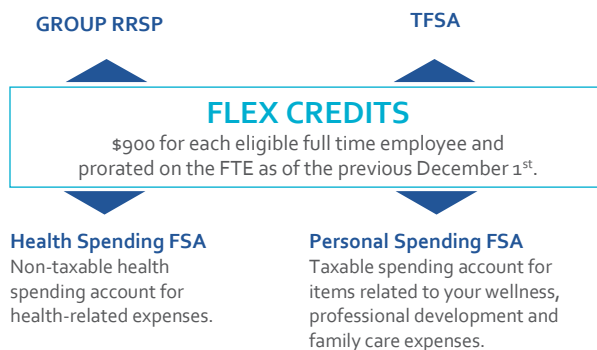 GROUP RRSP
TFSA
FLEX CREDITS
$900 for each eligible full time employee and
prorated on the FTE as of the previous December 1st.
Health Spending FSA
Non-taxable health
spending account for
health-related expenses.
Personal Spending FSA
Taxable spending account for
items related to your wellness,
professional development and
family care expenses.